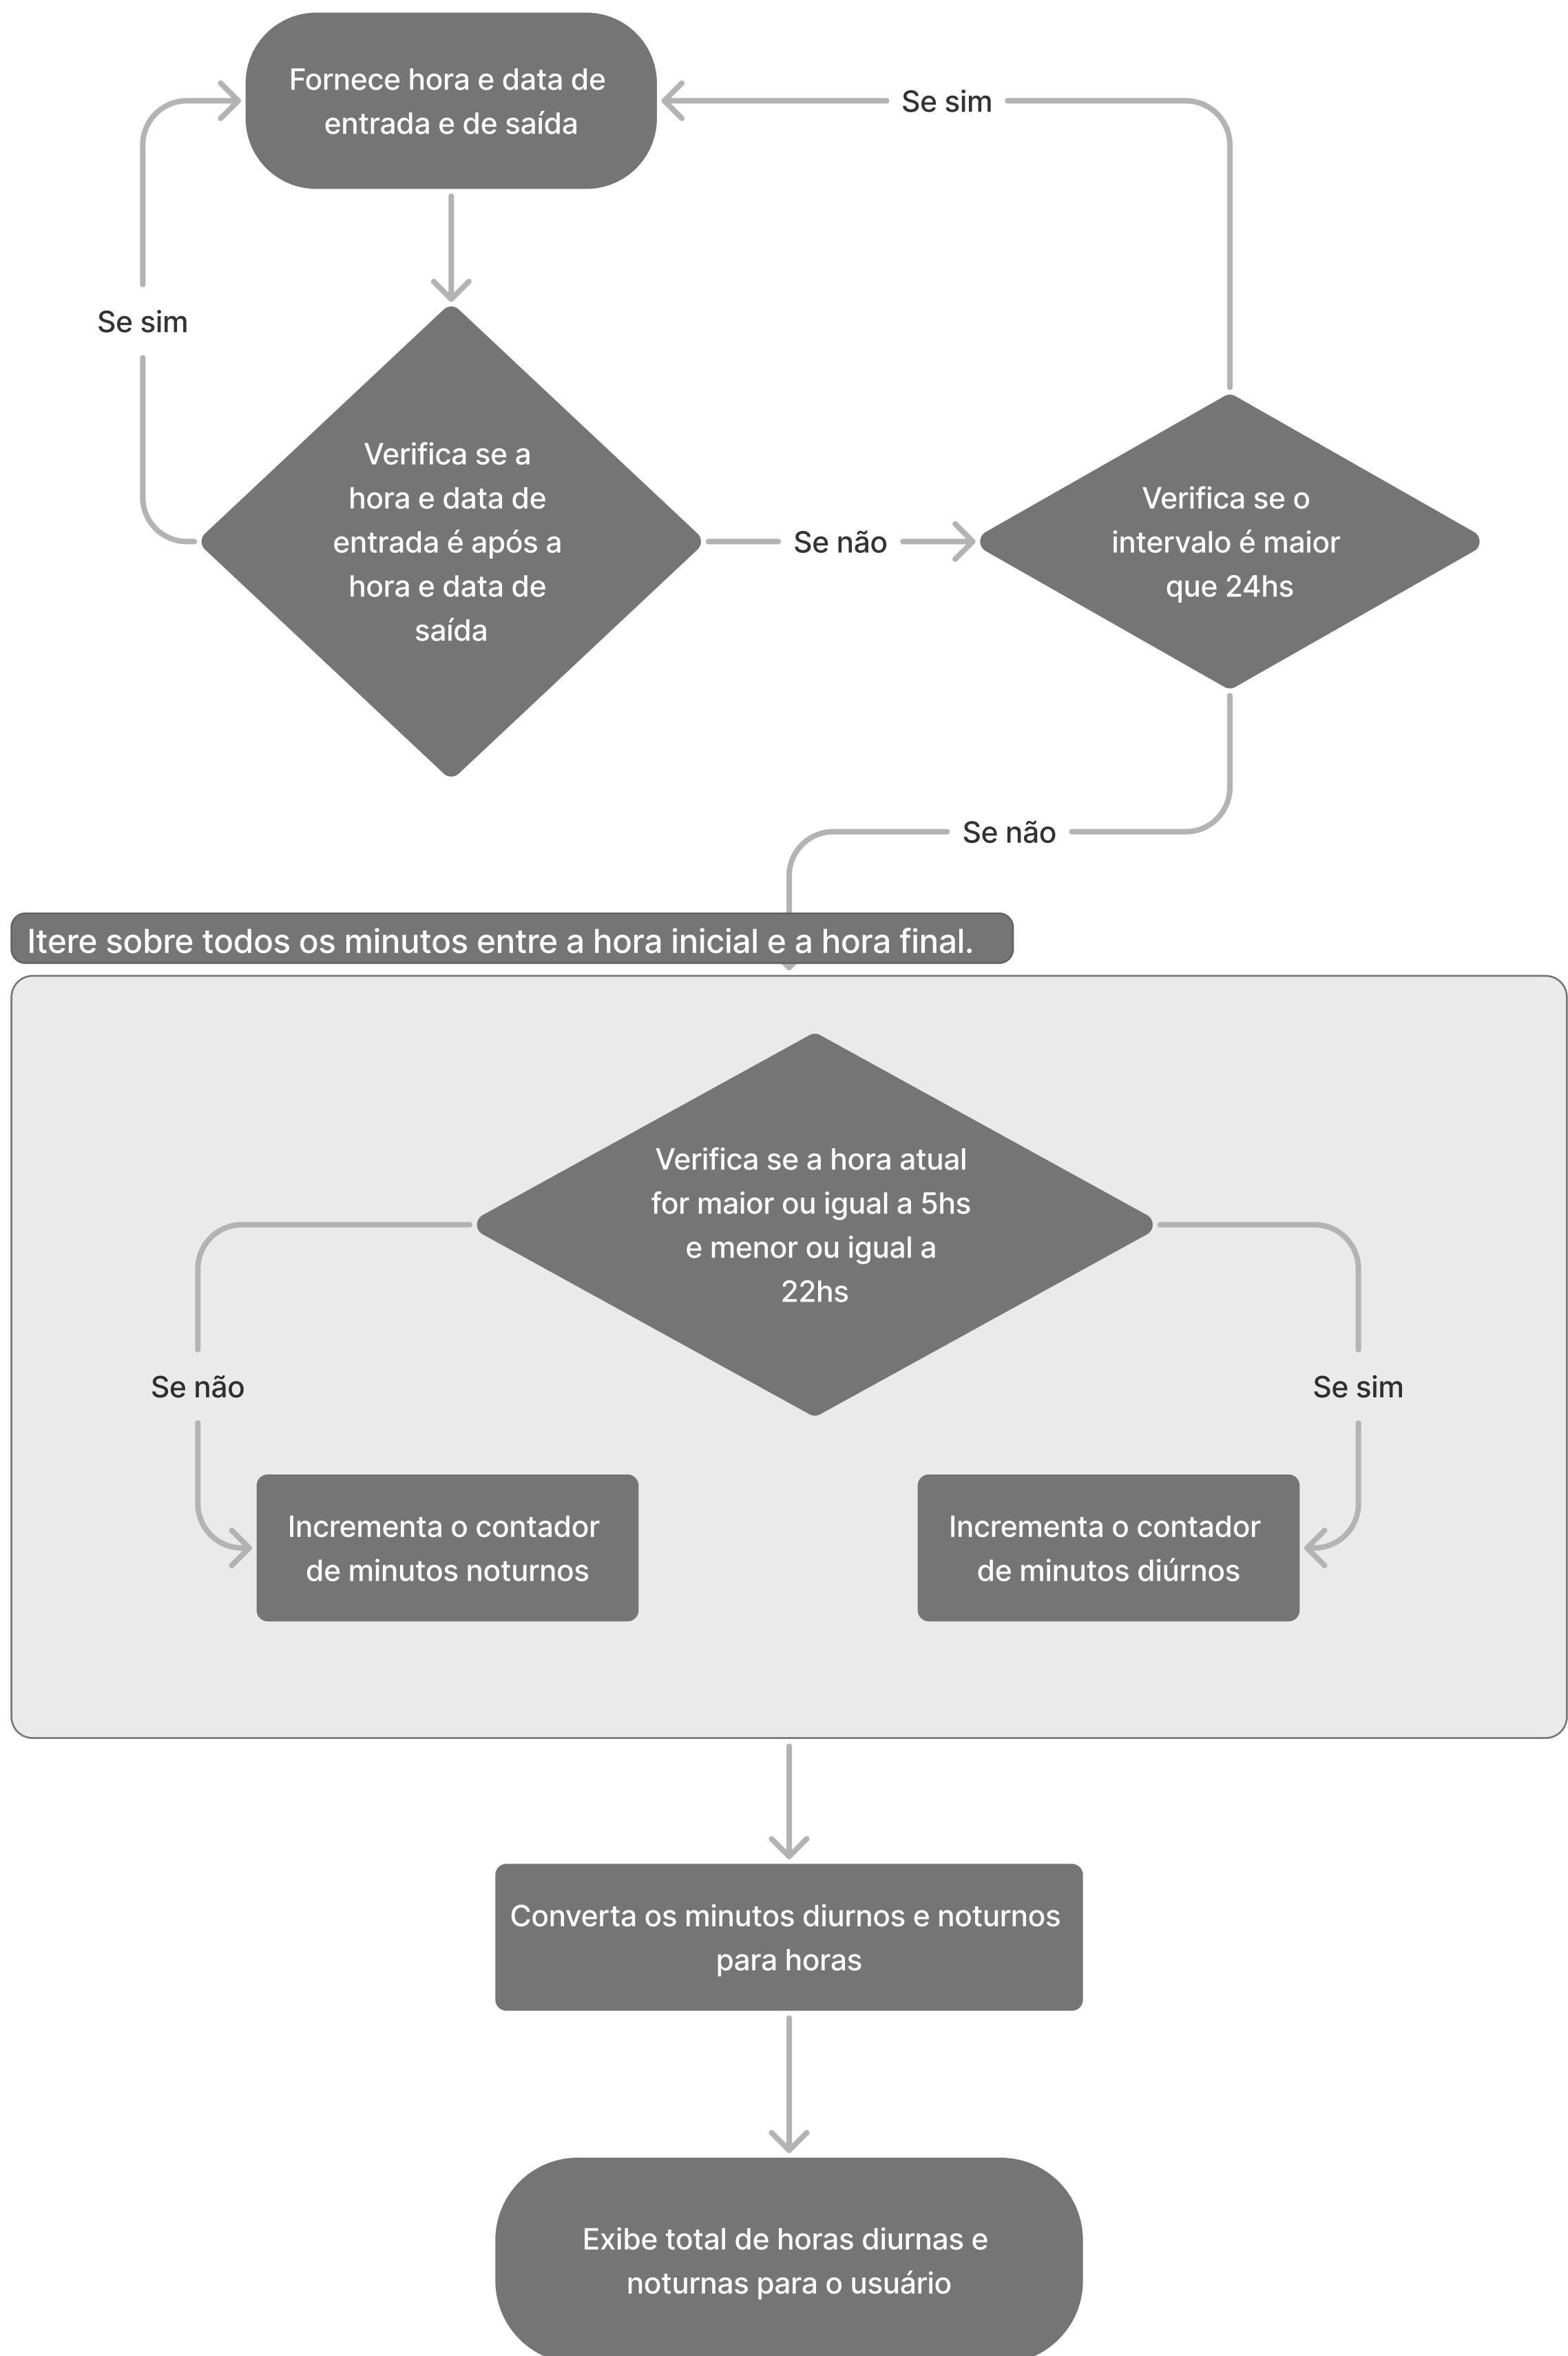 Fornece hora e data de
entrada e de saída
Se sim
Se sim
Verifica se a
hora e data de
entrada é após a
hora e data de
saída
Se não
Verifica se o
intervalo é maior
que 24hs
Se não
Itere sobre todos os minutos entre a hora inicial e a hora final.
Verifica se a hora atual
for maior ou igual a 5hs
e menor ou igual a
22hs
Se não
Se sim
Incrementa o contador
de minutos noturnos
Incrementa o contador
de minutos diúrnos
Converta os minutos diurnos e noturnos
para horas
Exibe total de horas diurnas e
noturnas para o usuário